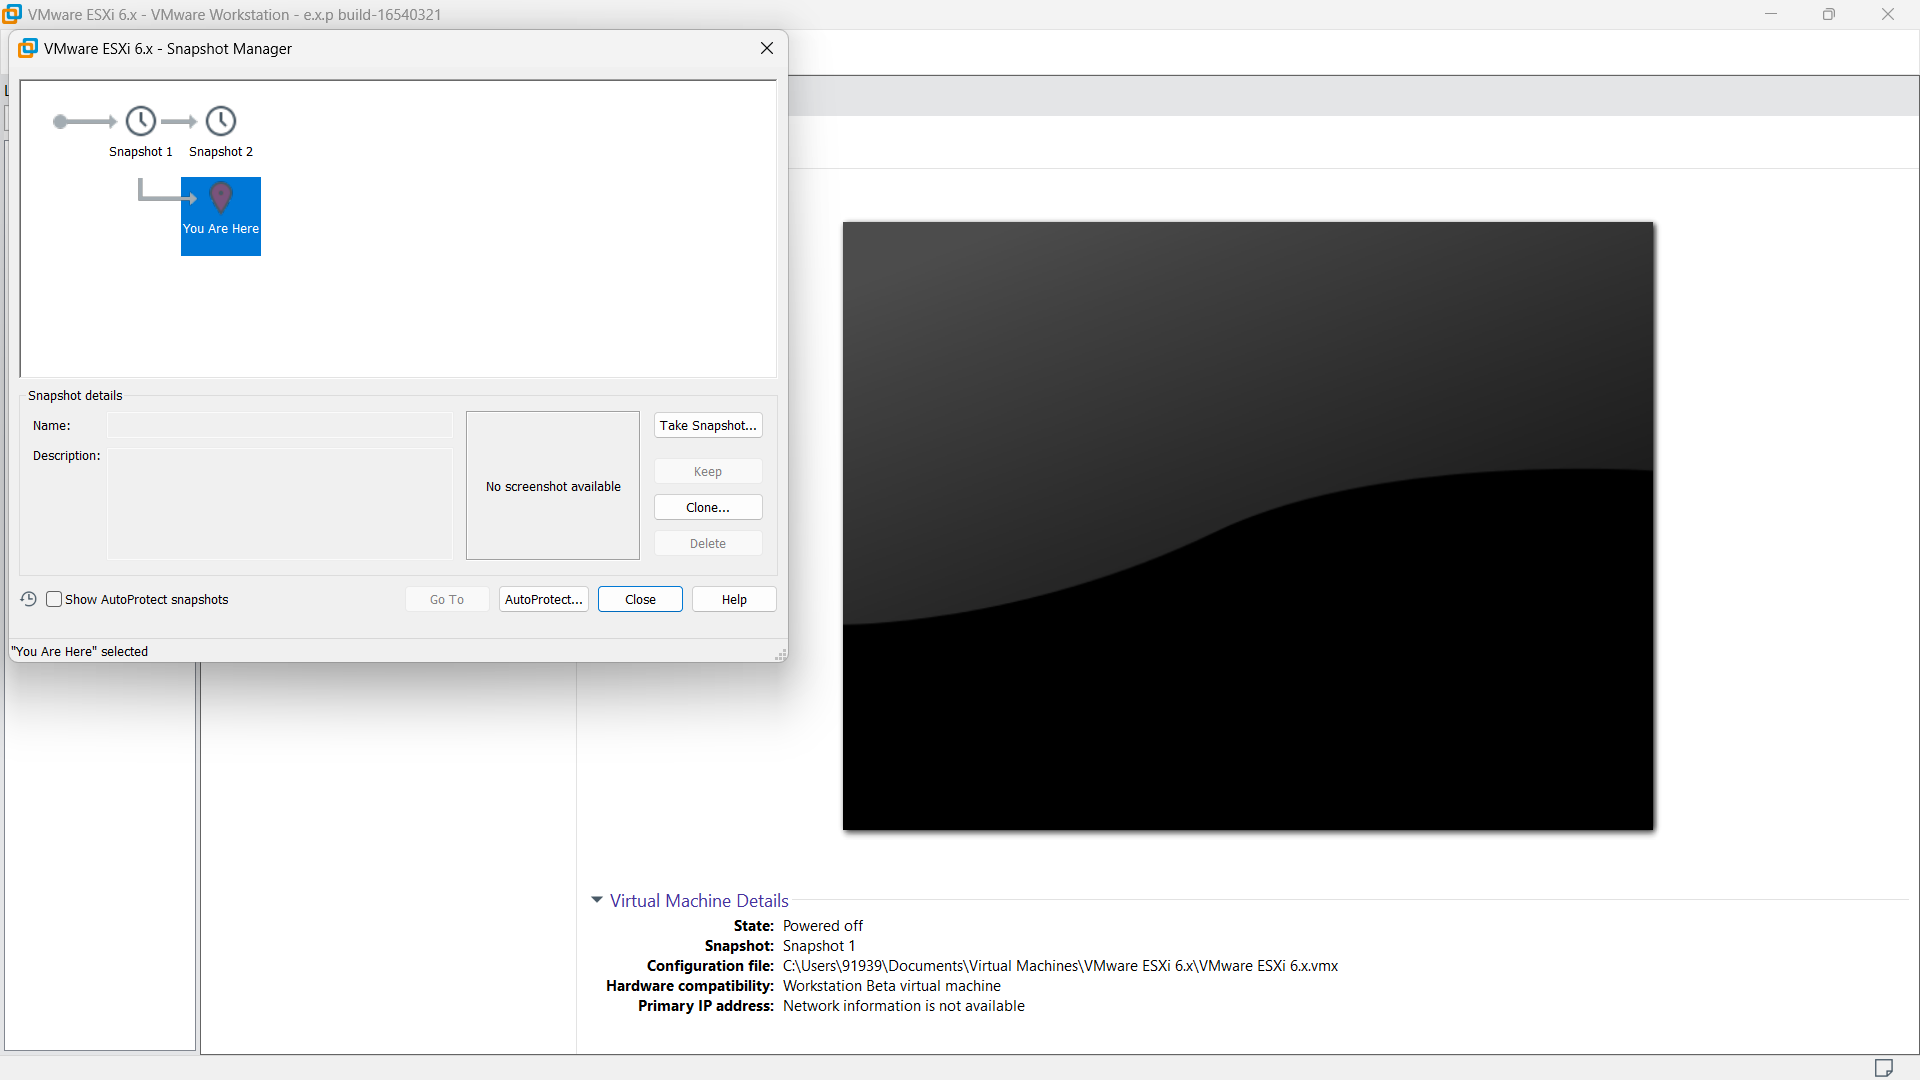 VMware ESXi 6.x - VMware Workstation - e.x.p build-16540321
VMware ESXi 6.x - Snapshot Manager
Snapshot 1
Snapshot 2
You Are Here
Snapshot details
Name:
Description:
No screenshot available
Take Snapshot...
Keep
Clone...
Delete
Show AutoProtect snapshots
Go To
AutoProtect...
Close
Help
"You Are Here" selected
Virtual Machine Details
State: Powered off
Snapshot: Snapshot 1
Configuration file: C:\Users\91939\Documents\Virtual Machines\VMware ESXi 6.x\VMware ESXi 6.x.vmx
Hardware compatibility: Workstation Beta virtual machine
Primary IP address: Network information is not available